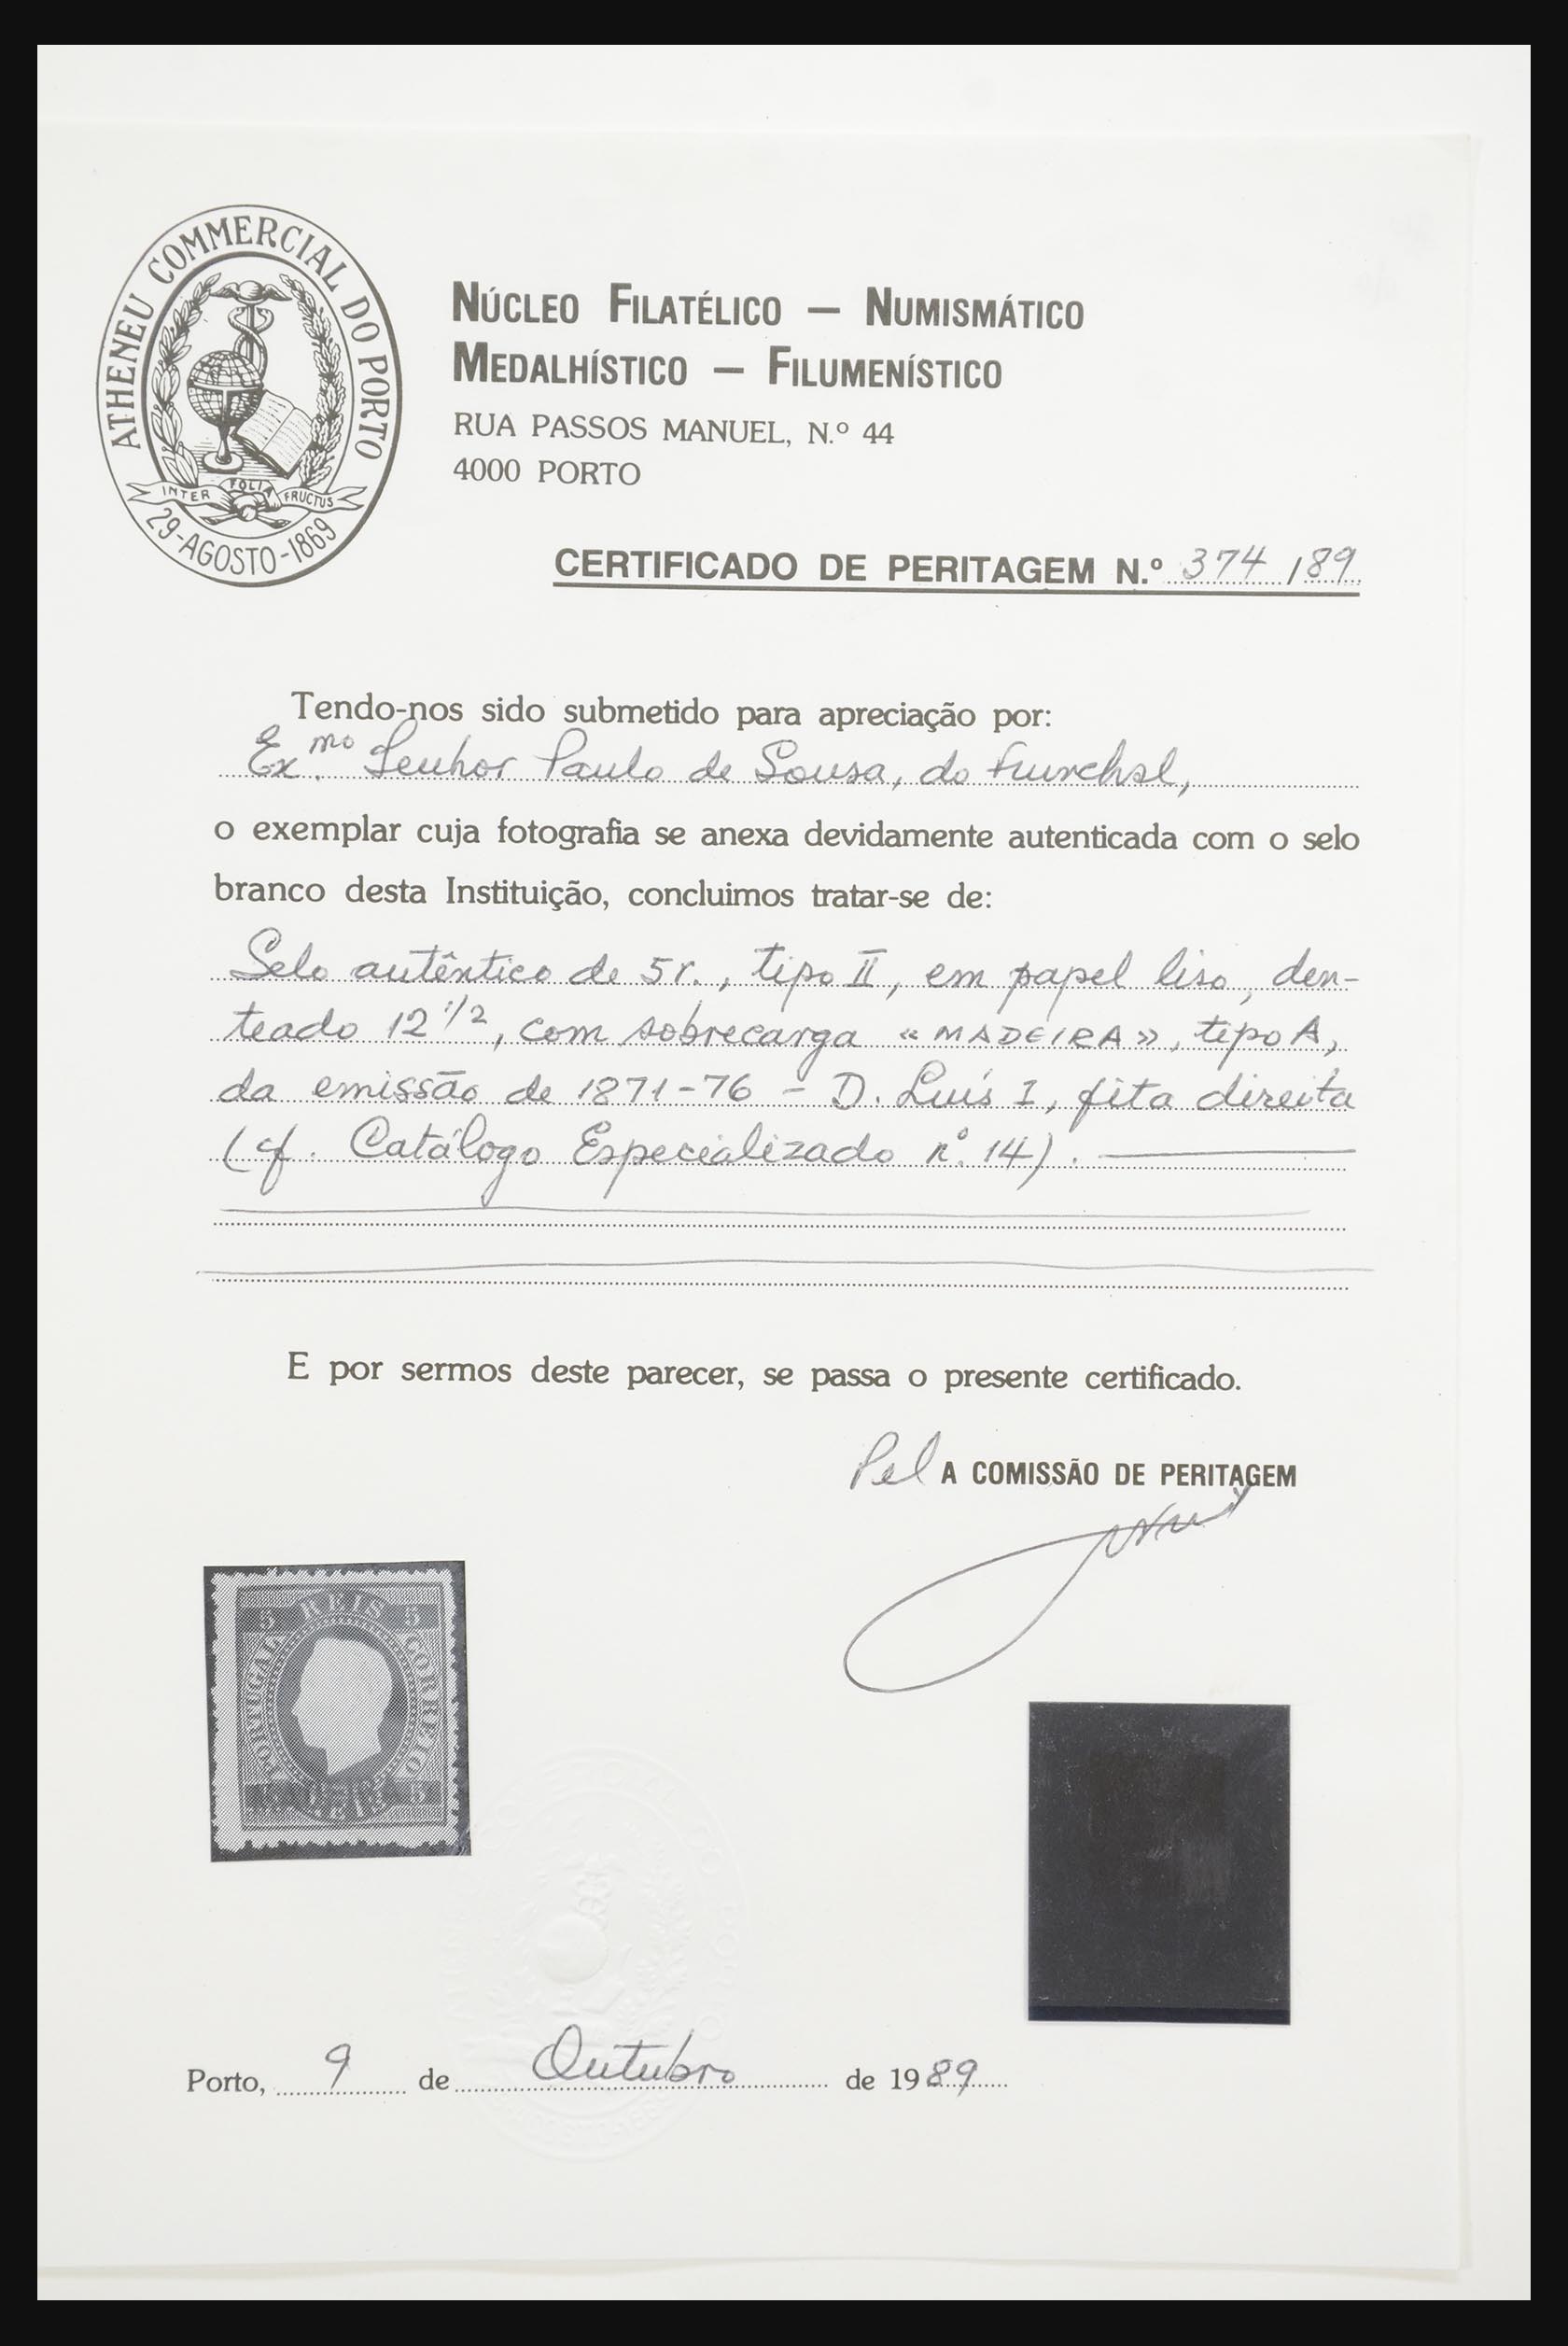 ATHENEU COMMERCIAL DO PORTO
INTER FOLIA FRUCTUS
29-AGOSTO-1869
NÚCLEO FILATÉLICO — NUMISMÁTICO
MEDALHÍSTICO — FILUMENÍSTICO
RUA PASSOS MANUEL, N.º 44
4000 PORTO
CERTIFICADO DE PERITAGEM N.º 374 /89
Tendo-nos sido submetido para apreciação por:
Ex.mo Senhor Paulo de Sousa, do Funchal,
o exemplar cuja fotografia se anexa devidamente autenticada com o selo
branco desta Instituição, concluimos tratar-se de:
Selo autêntico de 5 r., tipo II, em papel liso, den-
teado 12 1/2, com sobrecarga «MADEIRA», tipo A,
da emissão de 1871-76 - D. Luís I, fita direita
(cf. Catálogo Especializado nº 14).
E por sermos deste parecer, se passa o presente certificado.
Pel A COMISSÃO DE PERITAGEM
5 REIS 5
PORTUGAL
CORREIO
5
Porto, 9 de Outubro de 1989